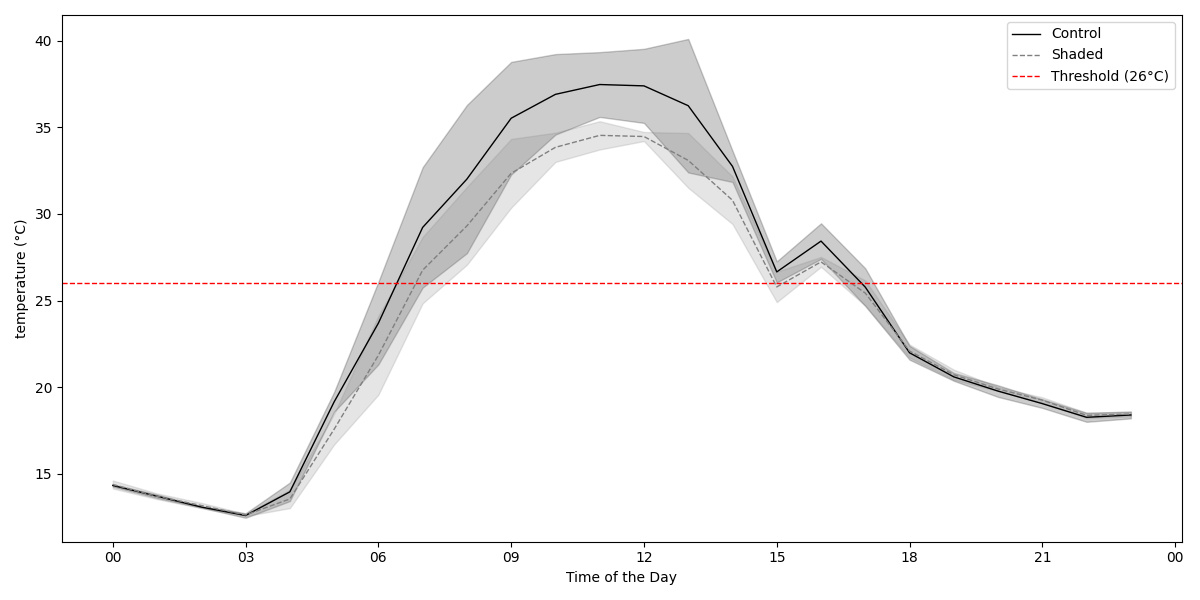 Control
Shaded
Threshold (26°C)
temperature (°C)
40
35
30
25
20
15
00 03 06 09 12 15 18 21 00
Time of the Day